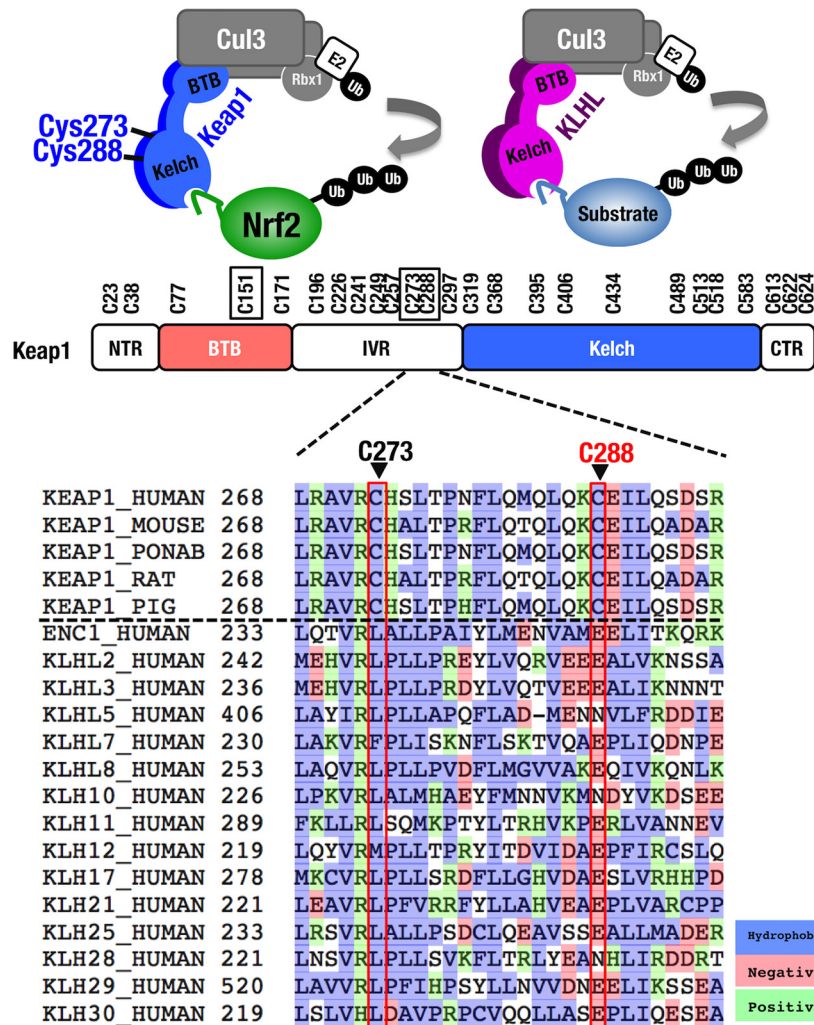 Cul3
BTB
Rbx1
E2
Ub
Keap1
Cys273
Cys288
Kelch
Nrf2
Ub
Ub
Ub
Cul3
BTB
Rbx1
E2
Ub
KLHL
Kelch
Substrate
Ub
Ub
Ub
C23 C38 C77 C151 C171 C196 C226 C241 C249 C257 C273 C288 C297 C319 C368 C395 C406 C434 C489 C513 C518 C583 C613 C622 C624
Keap1 NTR BTB IVR Kelch CTR
C273 C288
KEAP1_HUMAN 268 LRAVRCHSLTPNFLQMQLQKCEILQSDSR
KEAP1_MOUSE 268 LRAVRCHALTPRFLQTQLQKCEILQADAR
KEAP1_PONAB 268 LRAVRCHSLTPNFLQMQLQKCEILQSDSR
KEAP1_RAT 268 LRAVRCHALTPRFLQTQLQKCEILQADAR
KEAP1_PIG 268 LRAVRCHSLTPHFLQMQLQKCEILQSDSR
ENC1_HUMAN 233 LQTVRLALLPAIYLMENVAMEELITKQRK
KLHL2_HUMAN 242 MEHVRLPLLPREYLVQRVEEEALVKNSSA
KLHL3_HUMAN 236 MEHVRLPLLPRDYLVQTVEEEALIKNNNT
KLHL5_HUMAN 406 LAYIRLPLLAPQFLAD-MENNVLFRDDIE
KLHL7_HUMAN 230 LAKVRFPLISKNFLSKTVQAEPLIQDNPE
KLHL8_HUMAN 253 LAQVRLPLLPVDFLMGVVAKEQIVKQNLK
KLH10_HUMAN 226 LPKVRLALMHAEYFMNNVKMNDYVKDSEE
KLH11_HUMAN 289 FKLLRLSQMKPTYLTRHVKPERLVANNEV
KLH12_HUMAN 219 LQYVRMPLLTPRYITDVIDAEPFIRCSLQ
KLH17_HUMAN 278 MKCVRLPLLSRDFLLGHVDAESLVRHHPD
KLH21_HUMAN 221 LEAVRLPFVRRFYLLAHVEAEPLVARCPP
KLH25_HUMAN 233 LRSVRLALLPSDCLQEAVSSEALLMADER
KLH28_HUMAN 221 LNSVRLPLLSVKFLTRLYEANHLIRDDRT
KLH29_HUMAN 520 LAVVRLPFIHPSYLLNVVDNEELIKSSEA
KLH30_HUMAN 219 LSLVHLDAVPRPCVQQLLASEPLIQESEA
Hydrophob
Negativ
Positiv